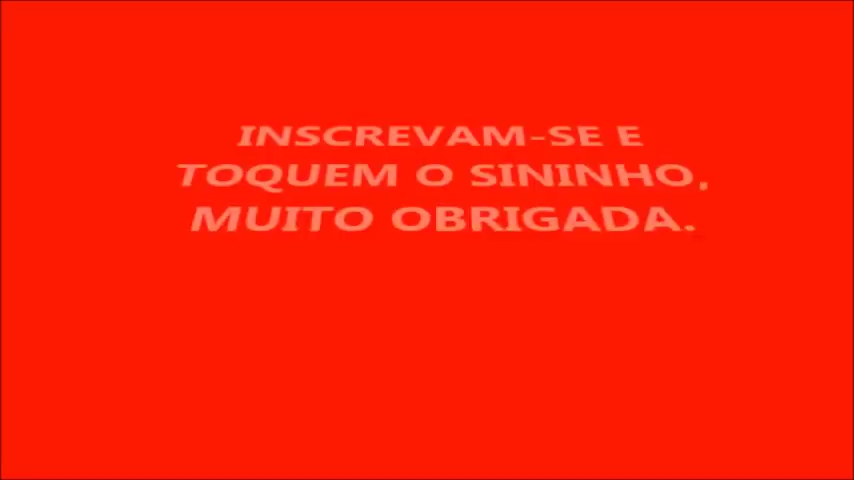 INSCREVAM-SE E
TOQUEM O SININHO,
MUITO OBRIGADA.